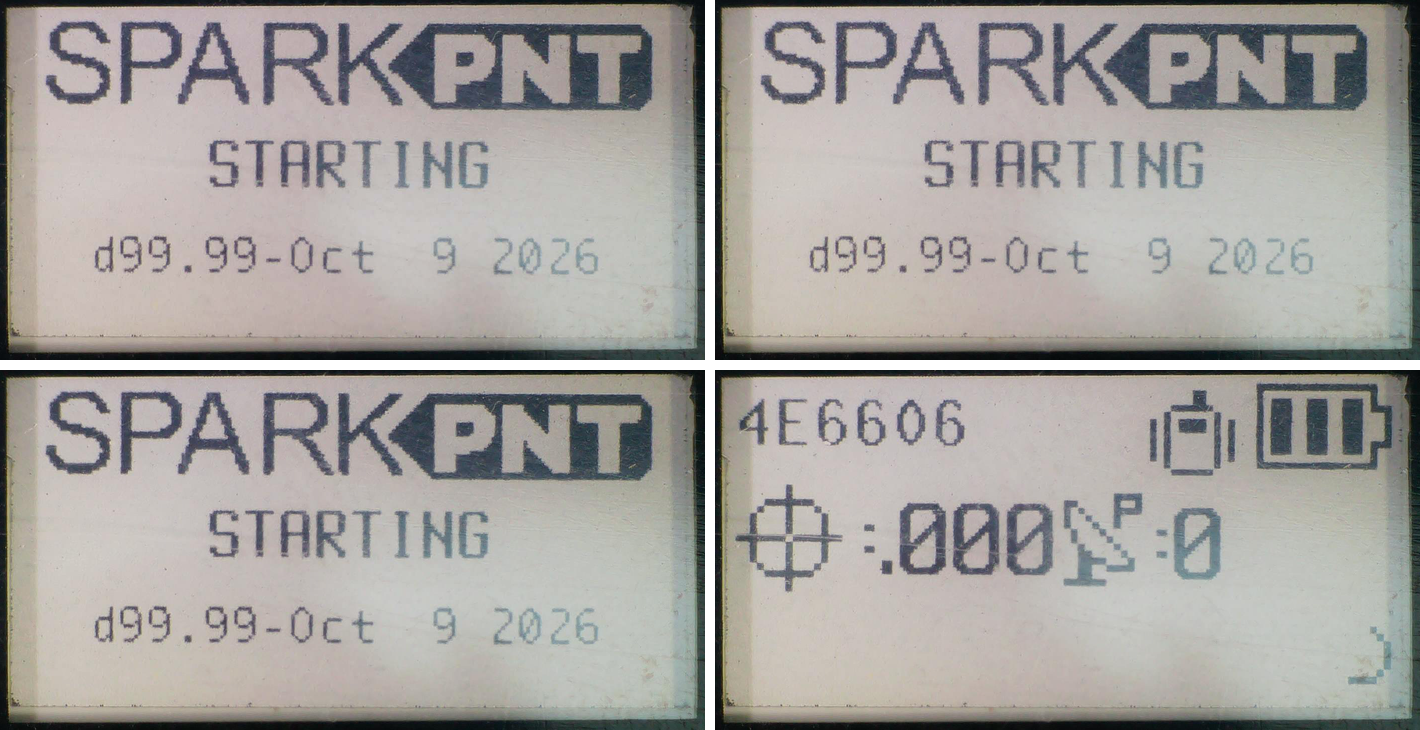 SPARK PNT
STARTING
d99.99-Oct 9 2026
SPARK PNT
STARTING
d99.99-Oct 9 2026
SPARK PNT
STARTING
d99.99-Oct 9 2026
4E6606
:.000 P :0